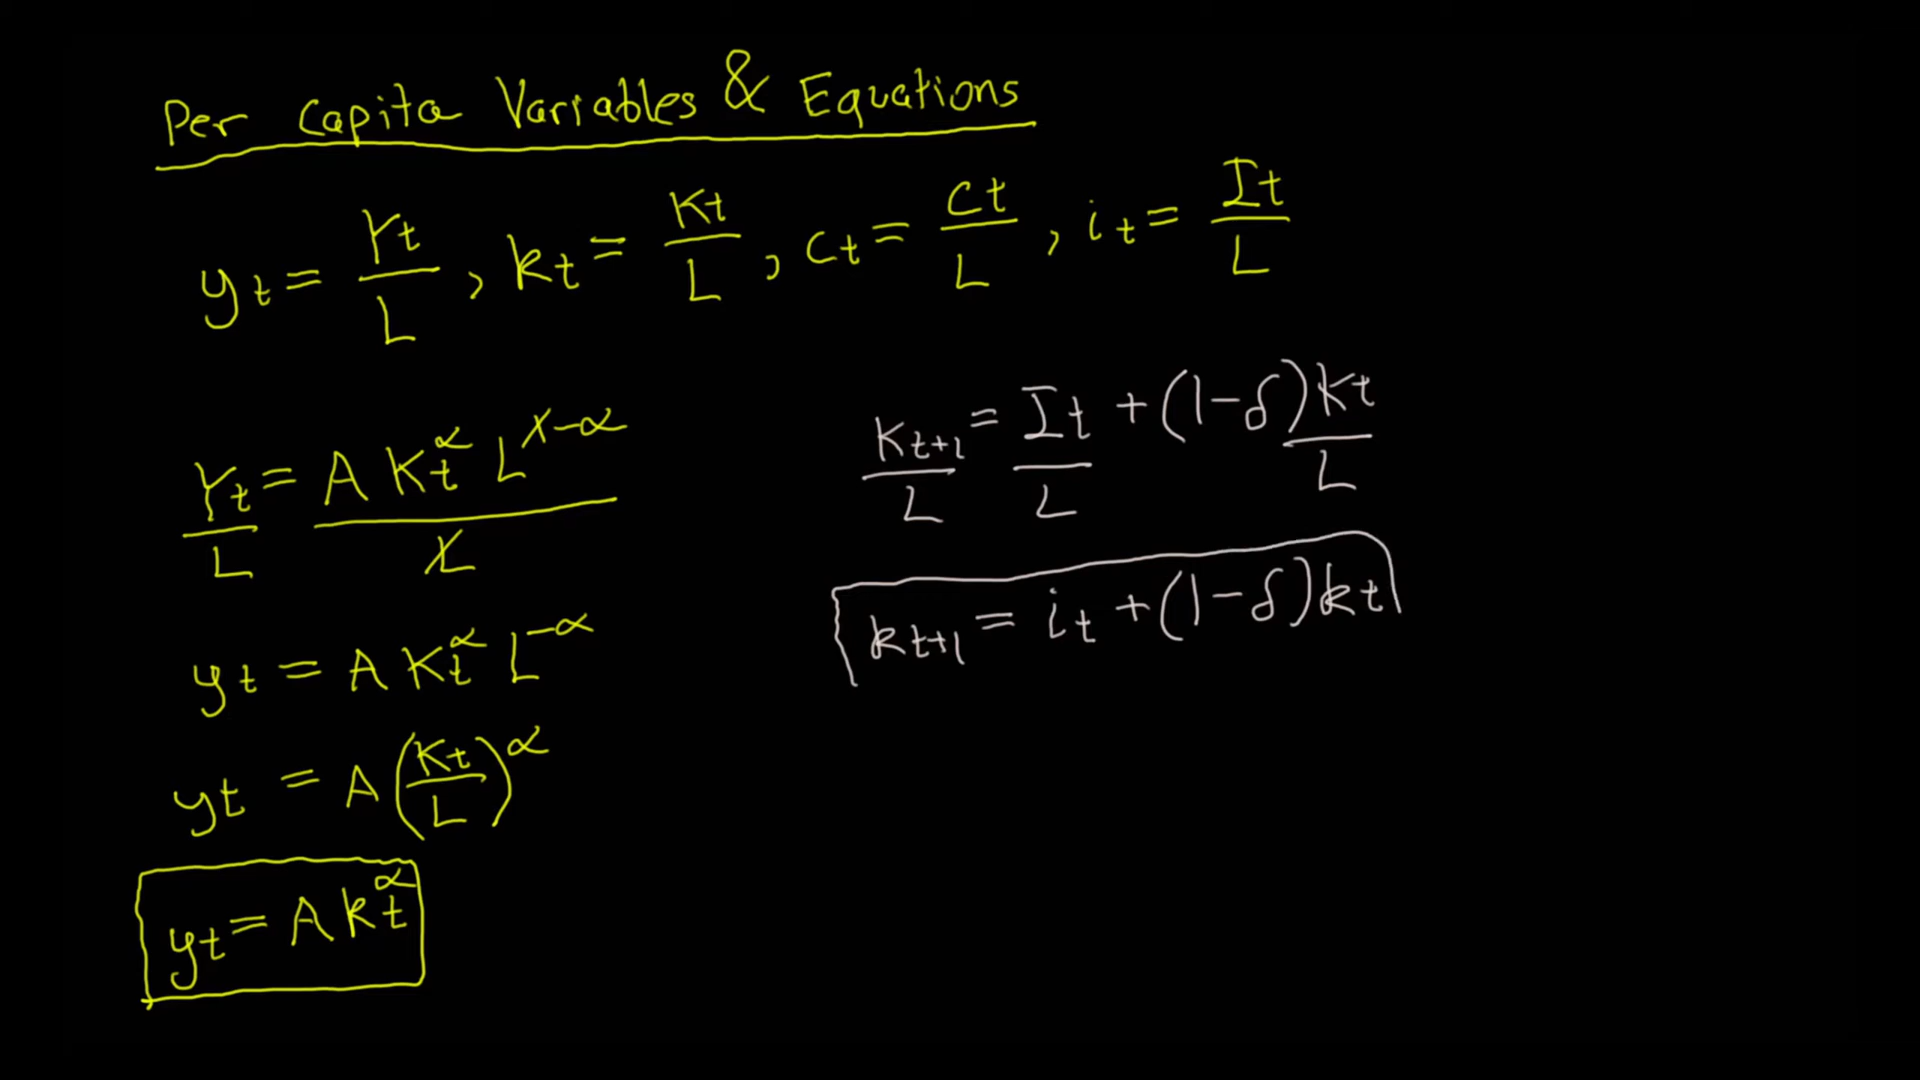 Per Capita Variables & Equations
yt = Yt/L , kt = Kt/L , ct = Ct/L , it = It/L
Yt/L = A Kt^α L^(1-α) / L
yt = A Kt^α L^-α
yt = A (Kt/L)^α
yt = A kt^α
Kt+1/L = It/L + (1-δ) Kt/L
kt+1 = it + (1-δ) kt